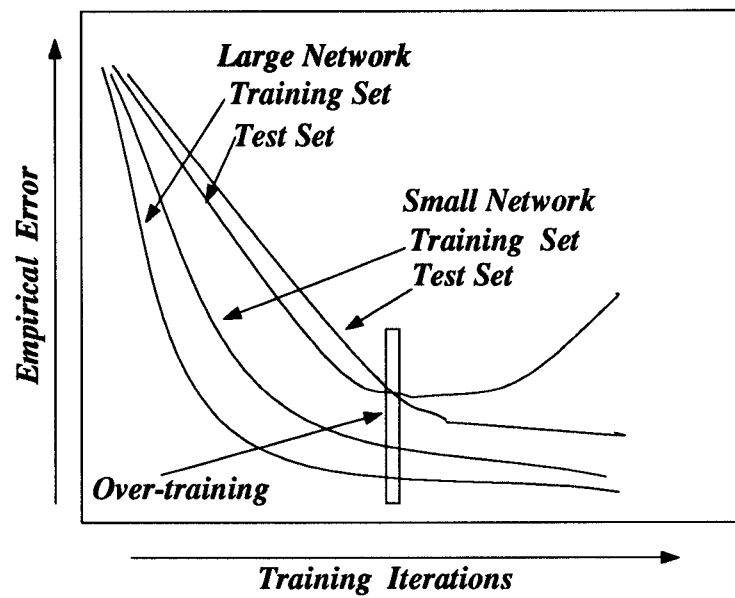 Large Network
Training Set
Test Set
Small Network
Training Set
Test Set
Over-training
Empirical Error
Training Iterations